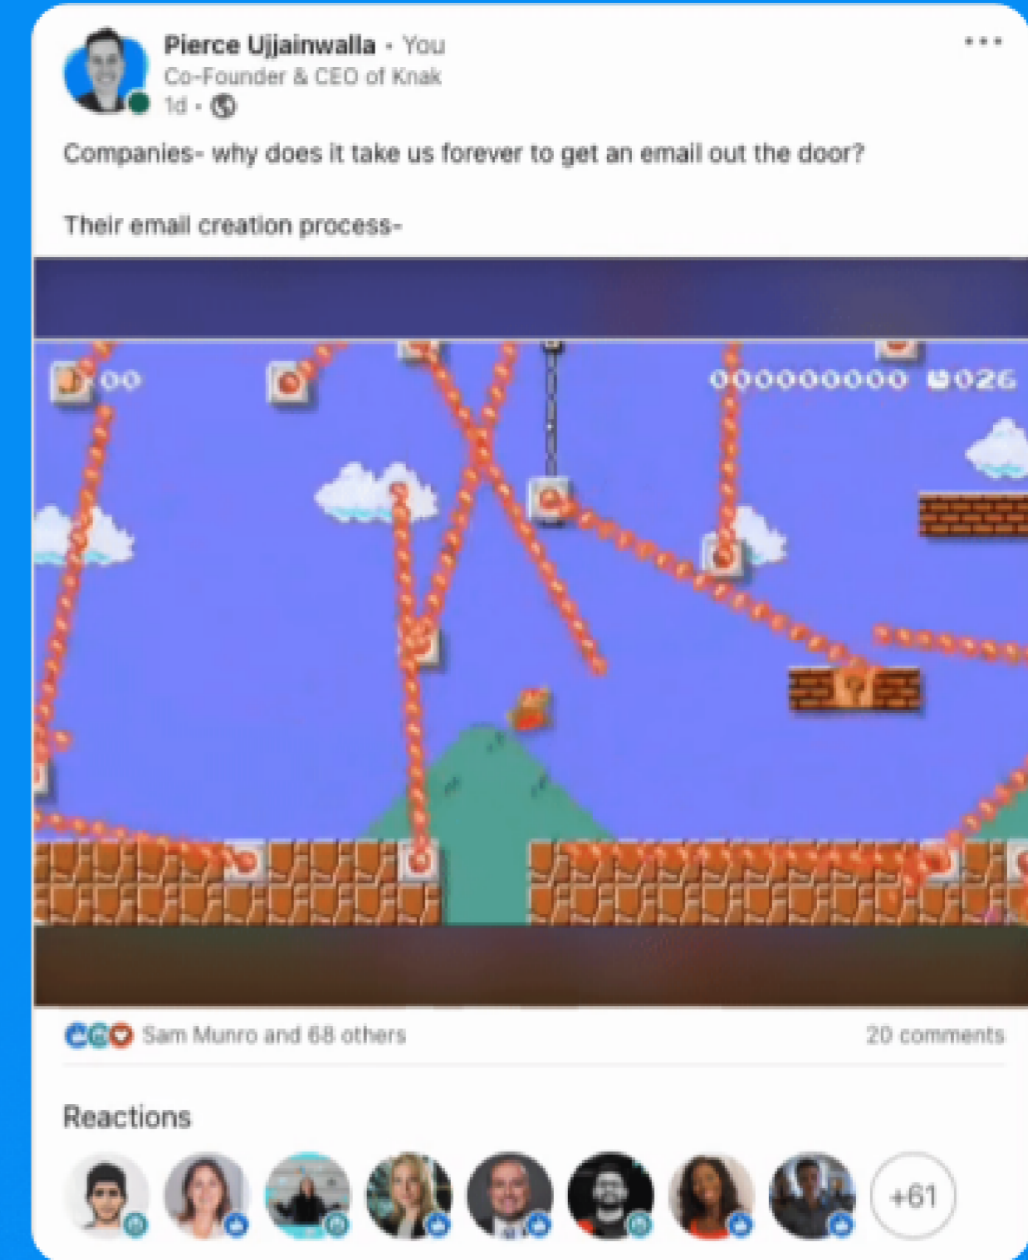 Pierce Ujjainwalla • You
Co-Founder & CEO of Knak
1d •
Companies- why does it take us forever to get an email out the door?
Their email creation process-
00
000000000 026
?
Sam Munro and 68 others
20 comments
Reactions
+61